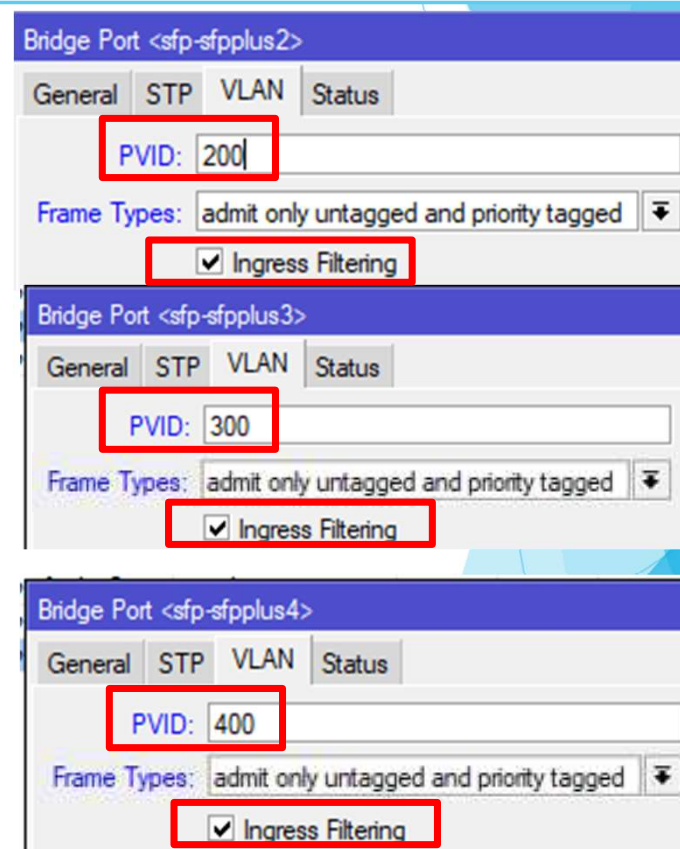 Bridge Port <sfp-sfpplus2>
General STP VLAN Status
PVID: 200
Frame Types: admit only untagged and priority tagged
Ingress Filtering
Bridge Port <sfp-sfpplus3>
General STP VLAN Status
PVID: 300
Frame Types: admit only untagged and priority tagged
Ingress Filtering
Bridge Port <sfp-sfpplus4>
General STP VLAN Status
PVID: 400
Frame Types: admit only untagged and priority tagged
Ingress Filtering